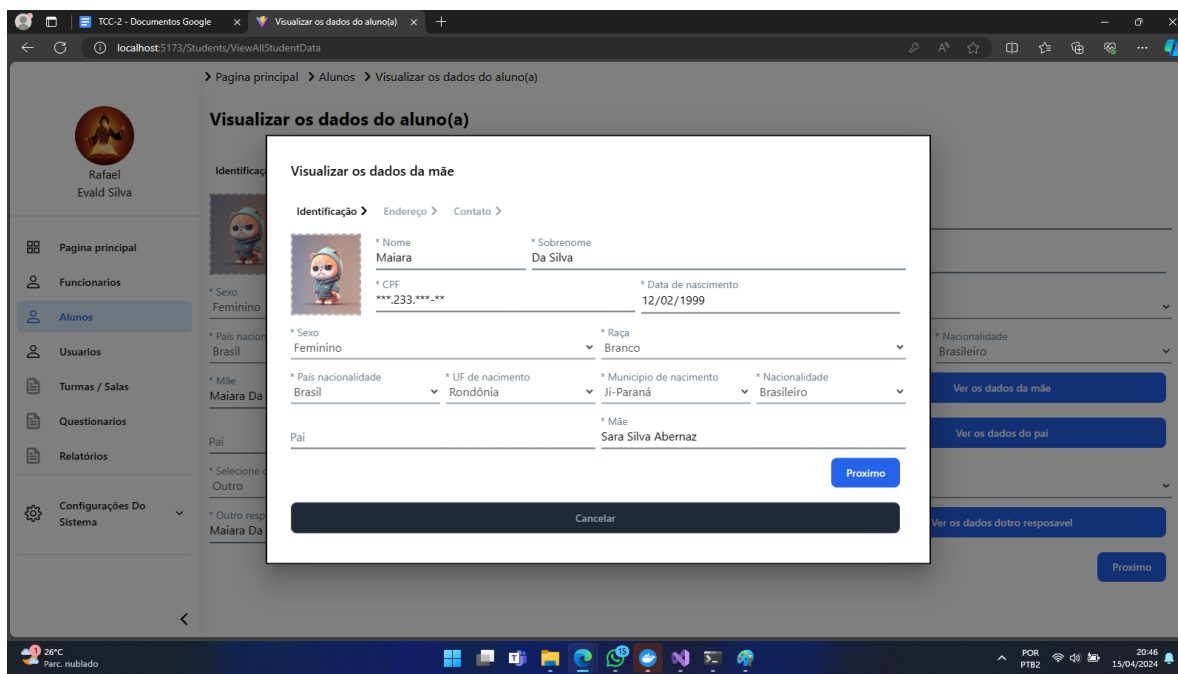 TCC-2 - Documentos Google
Visualizar os dados do aluno(a)
localhost:5173/Students/ViewAllStudentData
Rafael
Evald Silva
Pagina principal
Funcionarios
Alunos
Usuarios
Turmas / Salas
Questionarios
Relatórios
Configurações Do
Sistema
Pagina principal Alunos Visualizar os dados do aluno(a)
Visualizar os dados do aluno(a)
Identificaç
* Sexo
Feminino
* País nacion
Brasil
* Nacionalidade
Brasileiro
* Mãe
Maiara Da
Ver os dados da mãe
Pai
Ver os dados do pai
* Selecione
Outro
* Outro resp
Maiara Da
Ver os dados dotro resposavel
Proximo
Visualizar os dados da mãe
Identificação Endereço Contato
* Nome * Sobrenome
Maiara Da Silva
* CPF * Data de nascimento
***.233.***-** 12/02/1999
* Sexo * Raça
Feminino Branco
* País nacionalidade * UF de nacimento * Municipio de nacimento * Nacionalidade
Brasil Rondônia Ji-Paraná Brasileiro
* Mãe
Pai Sara Silva Abernaz
Proximo
Cancelar
1
26°C
Parc. nublado
15
POR
PTB2
20:46
15/04/2024